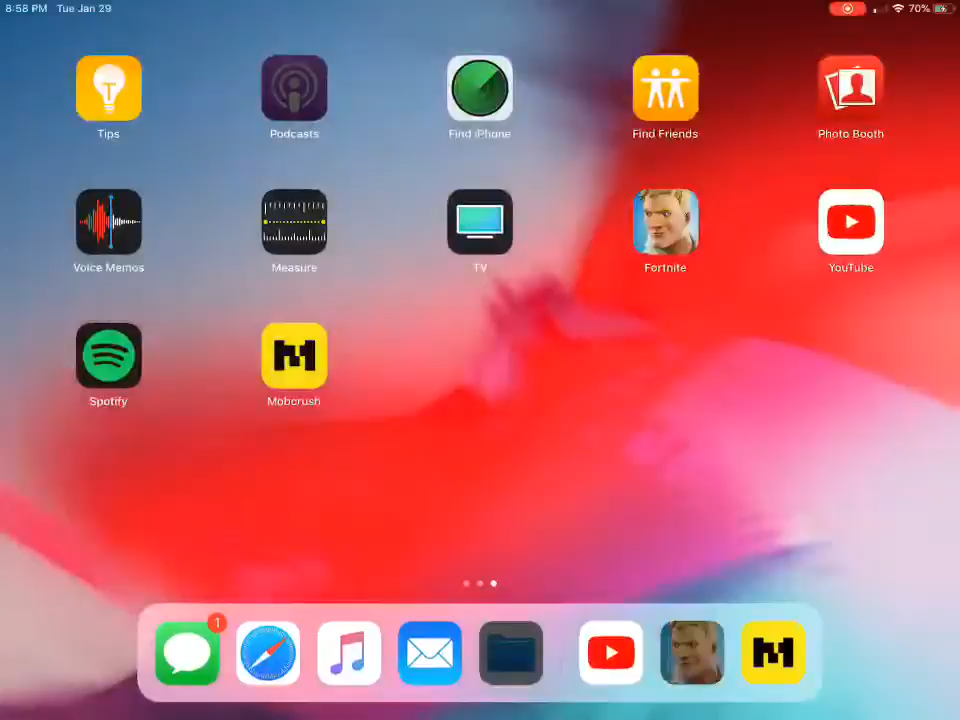 8:58 PM Tue Jan 29 70%
Tips Podcasts Find iPhone Find Friends Photo Booth
Voice Memos Measure TV Fortnite YouTube
Spotify Mobcrush
1